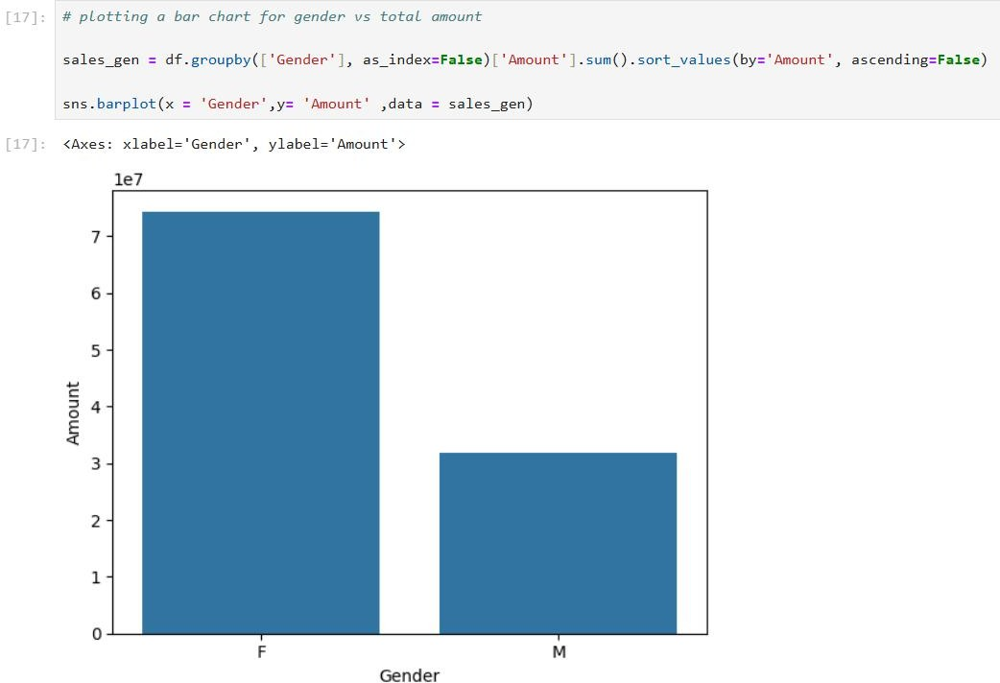 [17]: # plotting a bar chart for gender vs total amount
sales_gen = df.groupby(['Gender'], as_index=False)['Amount'].sum().sort_values(by='Amount', ascending=False)
sns.barplot(x = 'Gender',y= 'Amount' ,data = sales_gen)
[17]: <Axes: xlabel='Gender', ylabel='Amount'>
1e7
7
6
5
4
3
2
1
0
Amount
F M
Gender